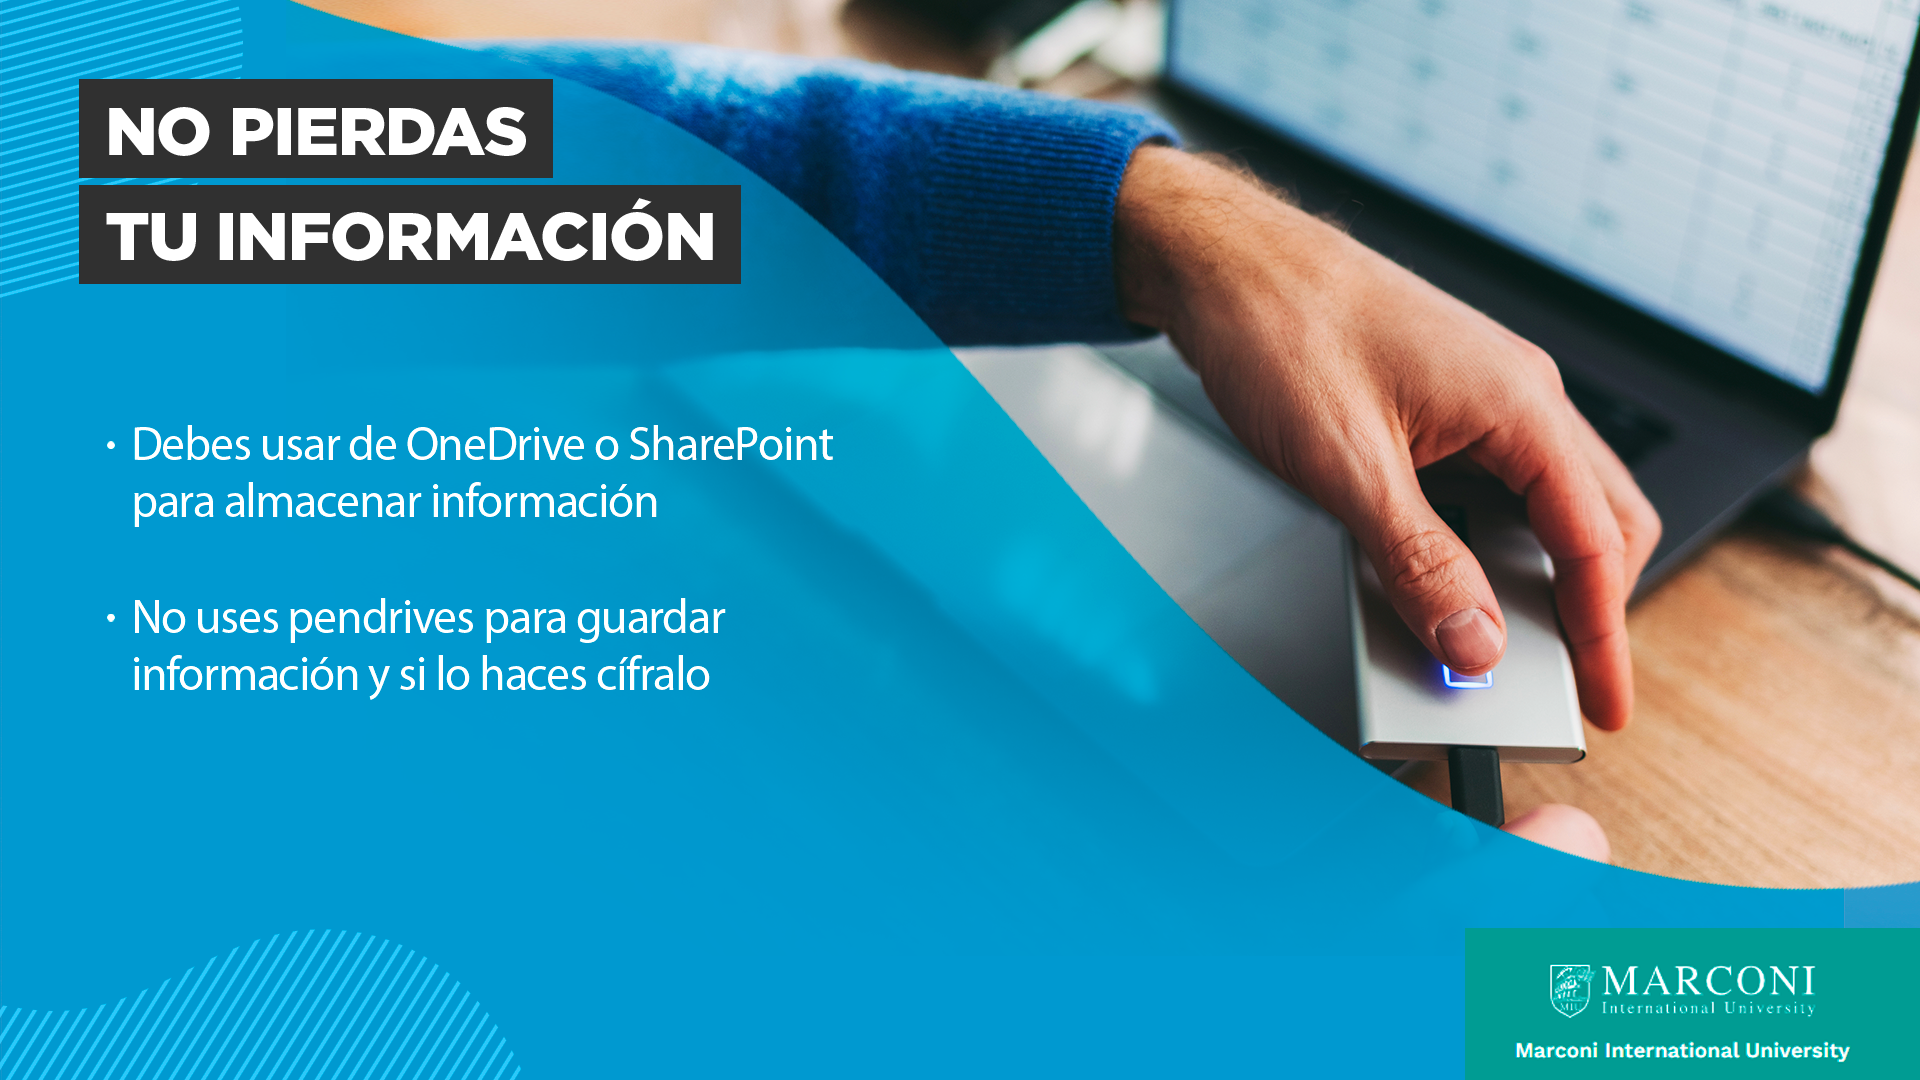 NO PIERDAS
TU INFORMACIÓN
• Debes usar de OneDrive o SharePoint
para almacenar información
• No uses pendrives para guardar
información y si lo haces cífralo
MARCONI
International University
Marconi International University